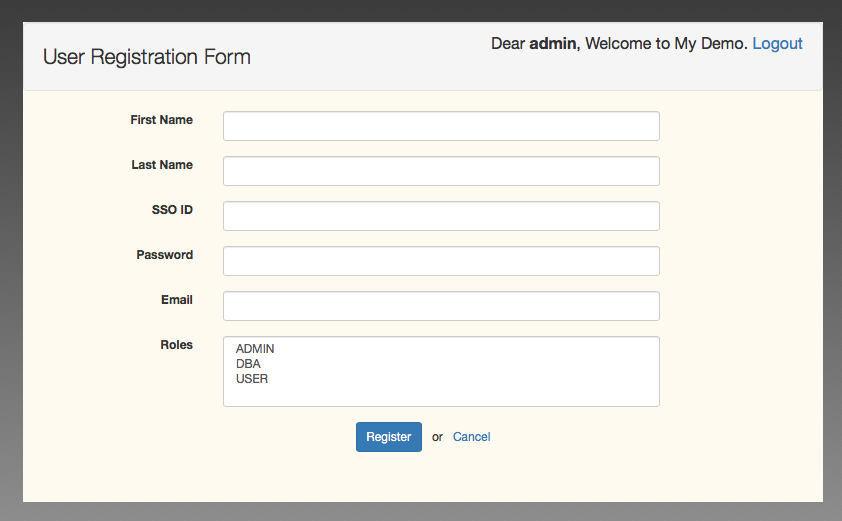 User Registration Form
Dear admin, Welcome to My Demo. Logout
First Name
Last Name
SSO ID
Password
Email
Roles
ADMIN
DBA
USER
Register or Cancel